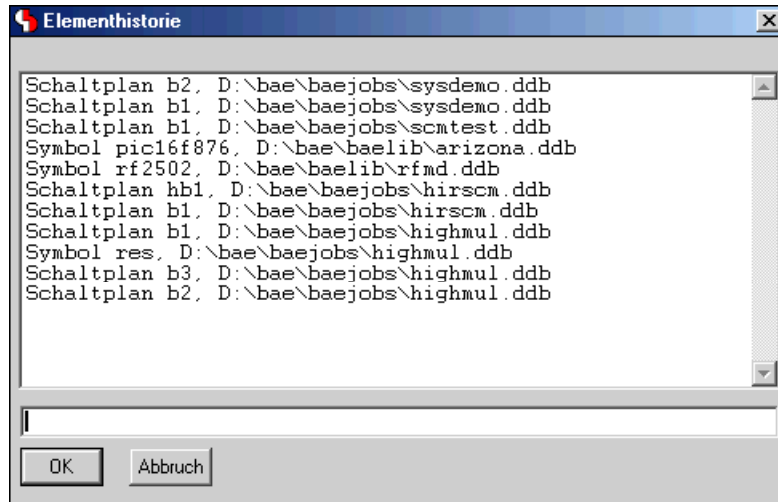 Elementhistorie
Schaltplan b2, D:\bae\baejobs\sysdemo.ddb
Schaltplan b1, D:\bae\baejobs\sysdemo.ddb
Schaltplan b1, D:\bae\baejobs\scmtest.ddb
Symbol pic16f876, D:\bae\baelib\arizona.ddb
Symbol rf2502, D:\bae\baelib\rfmd.ddb
Schaltplan hb1, D:\bae\baejobs\hirscm.ddb
Schaltplan b1, D:\bae\baejobs\hirscm.ddb
Schaltplan b1, D:\bae\baejobs\highmul.ddb
Symbol res, D:\bae\baejobs\highmul.ddb
Schaltplan b3, D:\bae\baejobs\highmul.ddb
Schaltplan b2, D:\bae\baejobs\highmul.ddb
OK Abbruch